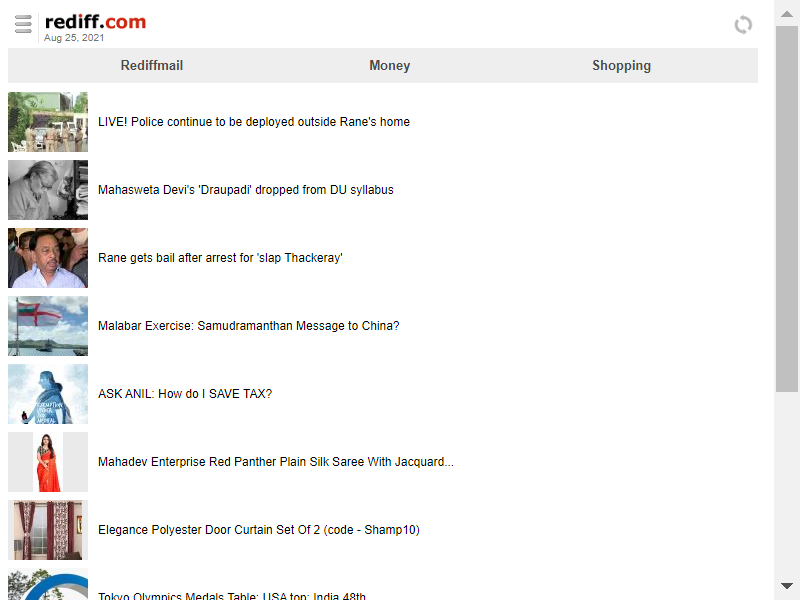 rediff.com
Aug 25, 2021
Rediffmail Money Shopping
LIVE! Police continue to be deployed outside Rane's home
Mahasweta Devi's 'Draupadi' dropped from DU syllabus
Rane gets bail after arrest for 'slap Thackeray'
Malabar Exercise: Samudramanthan Message to China?
ASK ANIL: How do I SAVE TAX?
Mahadev Enterprise Red Panther Plain Silk Saree With Jacquard...
Elegance Polyester Door Curtain Set Of 2 (code - Shamp10)
Tokyo Olympics Medals Table: USA top; India 48th